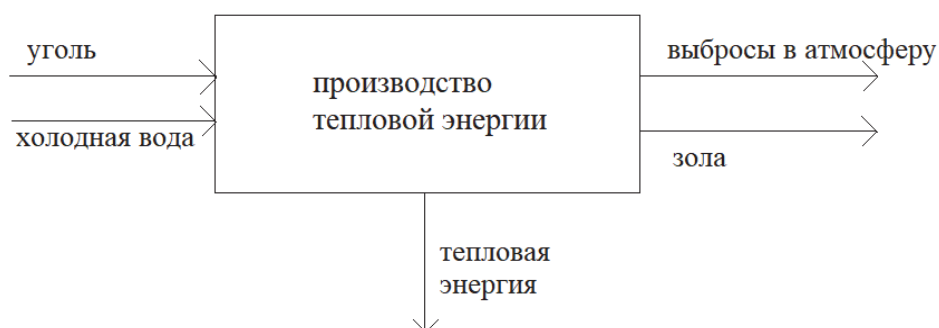 уголь
холодная вода
производство
тепловой энергии
выбросы в атмосферу
зола
тепловая
энергия